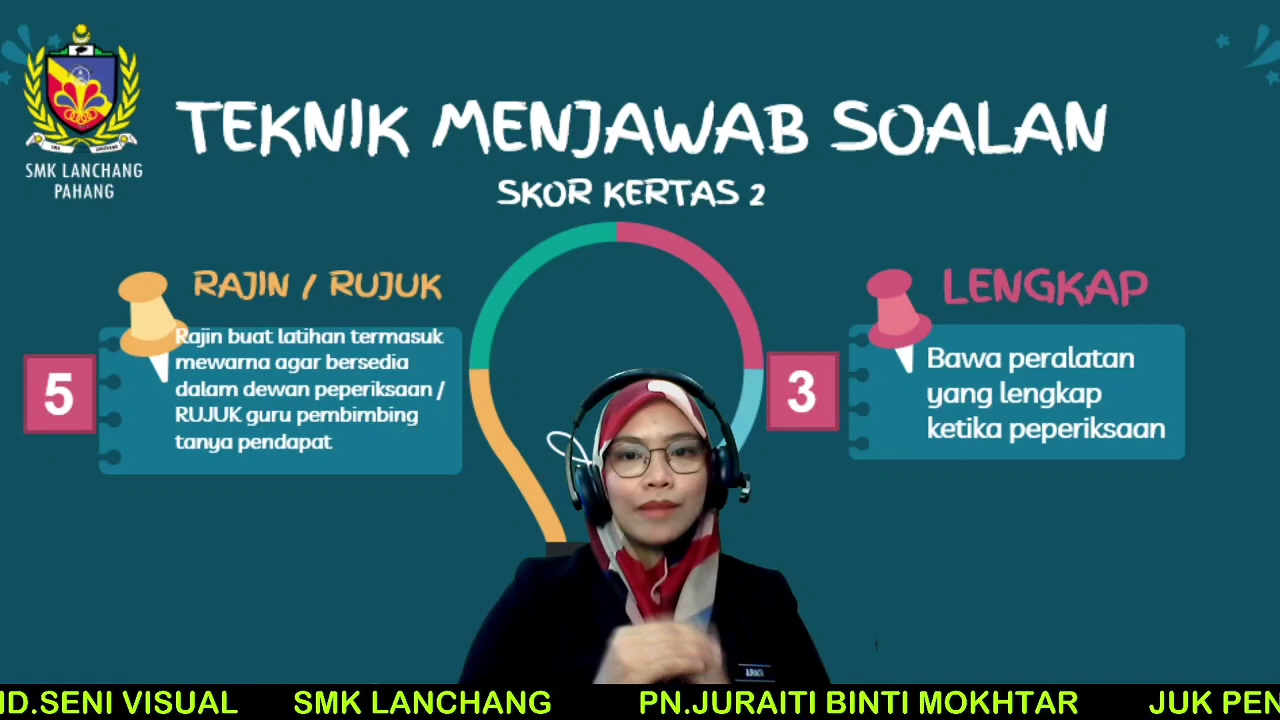 SMK LANCHANG
PAHANG
TEKNIK MENJAWAB SOALAN
SKOR KERTAS 2
RAJIN / RUJUK
5
Rajin buat latihan termasuk
mewarna agar bersedia
dalam dewan peperiksaan /
RUJUK guru pembimbing
tanya pendapat
LENGKAP
3
Bawa peralatan
yang lengkap
ketika peperiksaan
ID.SENI VISUAL SMK LANCHANG PN.JURAITI BINTI MOKHTAR JUK PEN